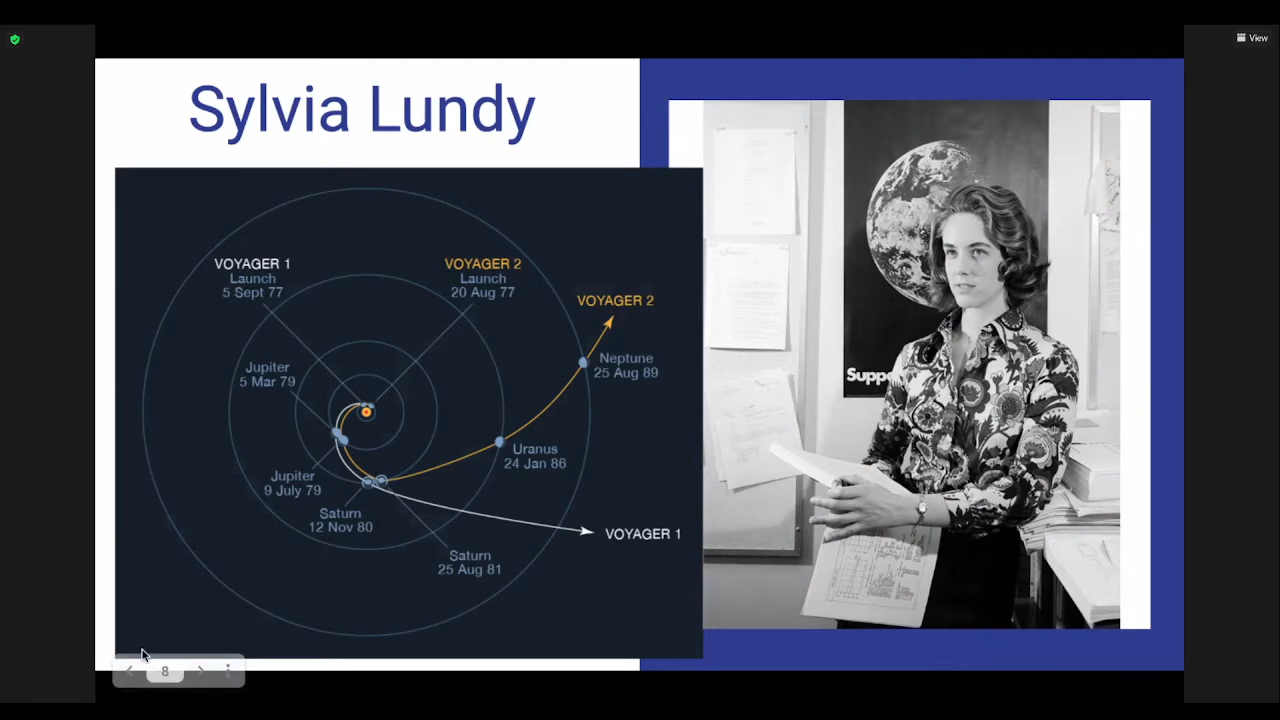 View
Sylvia Lundy
VOYAGER 1
Launch
5 Sept 77
VOYAGER 2
Launch
20 Aug 77
VOYAGER 2
Jupiter
5 Mar 79
Neptune
25 Aug 89
Uranus
24 Jan 86
Jupiter
9 July 79
Saturn
12 Nov 80
VOYAGER 1
Saturn
25 Aug 81
Suppo
8